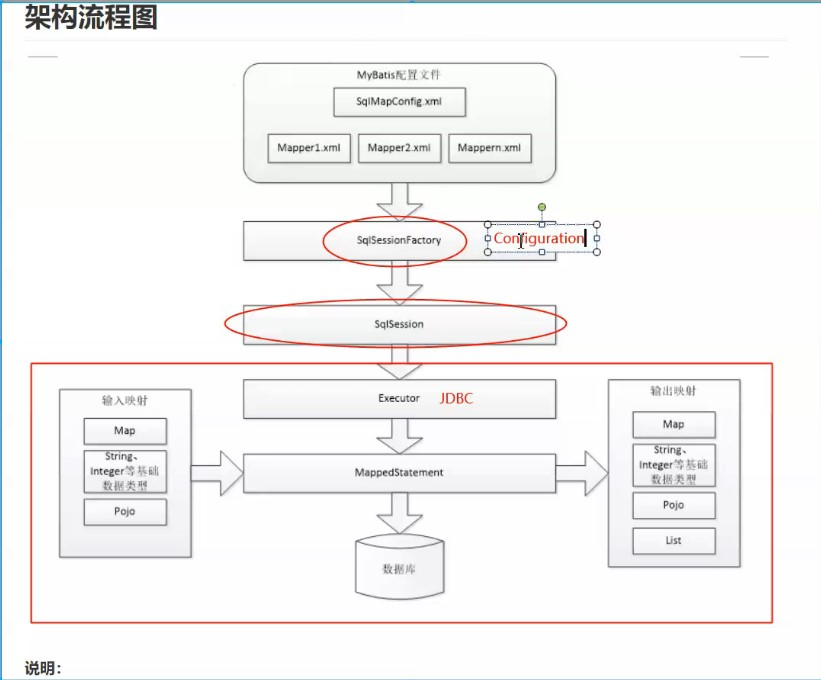 架构流程图
MyBatis配置文件
SqlMapConfig.xml
Mapper1.xml
Mapper2.xml
Mappern.xml
SqlSessionFactory
Configuration
SqlSession
Executor
JDBC
输入映射
Map
String、
Integer等基础
数据类型
Pojo
MappedStatement
数据库
输出映射
Map
String、
Integer等基础
数据类型
Pojo
List
说明：